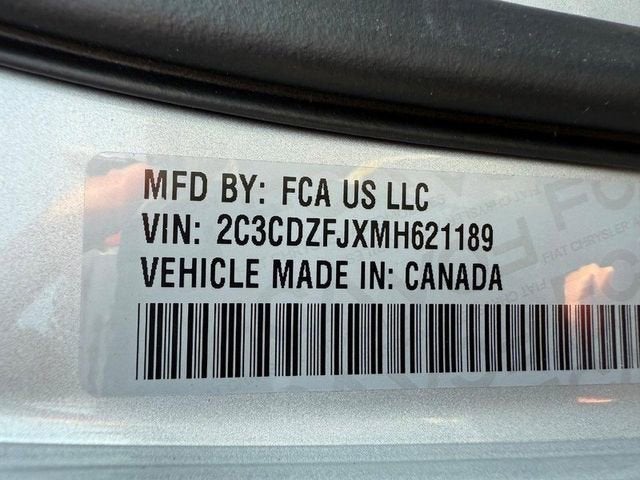 MFD BY: FCA US LLC
VIN: 2C3CDZFJXMH621189
VEHICLE MADE IN: CANADA